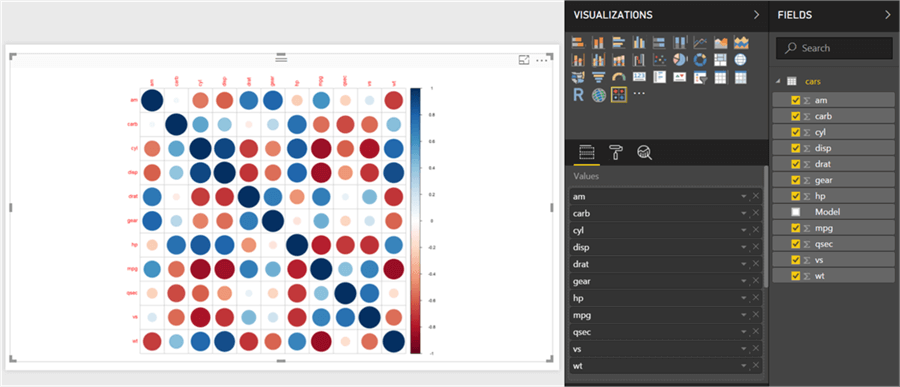 VISUALIZATIONS
FIELDS
Search
cars
am
carb
cyl
disp
drat
gear
hp
Model
mpg
qsec
vs
wt
Values
am
carb
cyl
disp
drat
gear
hp
mpg
qsec
vs
wt
am carb cyl disp drat gear hp mpg qsec vs wt
am
carb
cyl
disp
drat
gear
hp
mpg
qsec
vs
wt
1
0.8
0.6
0.4
0.2
0
-0.2
-0.4
-0.6
-0.8
-1
R